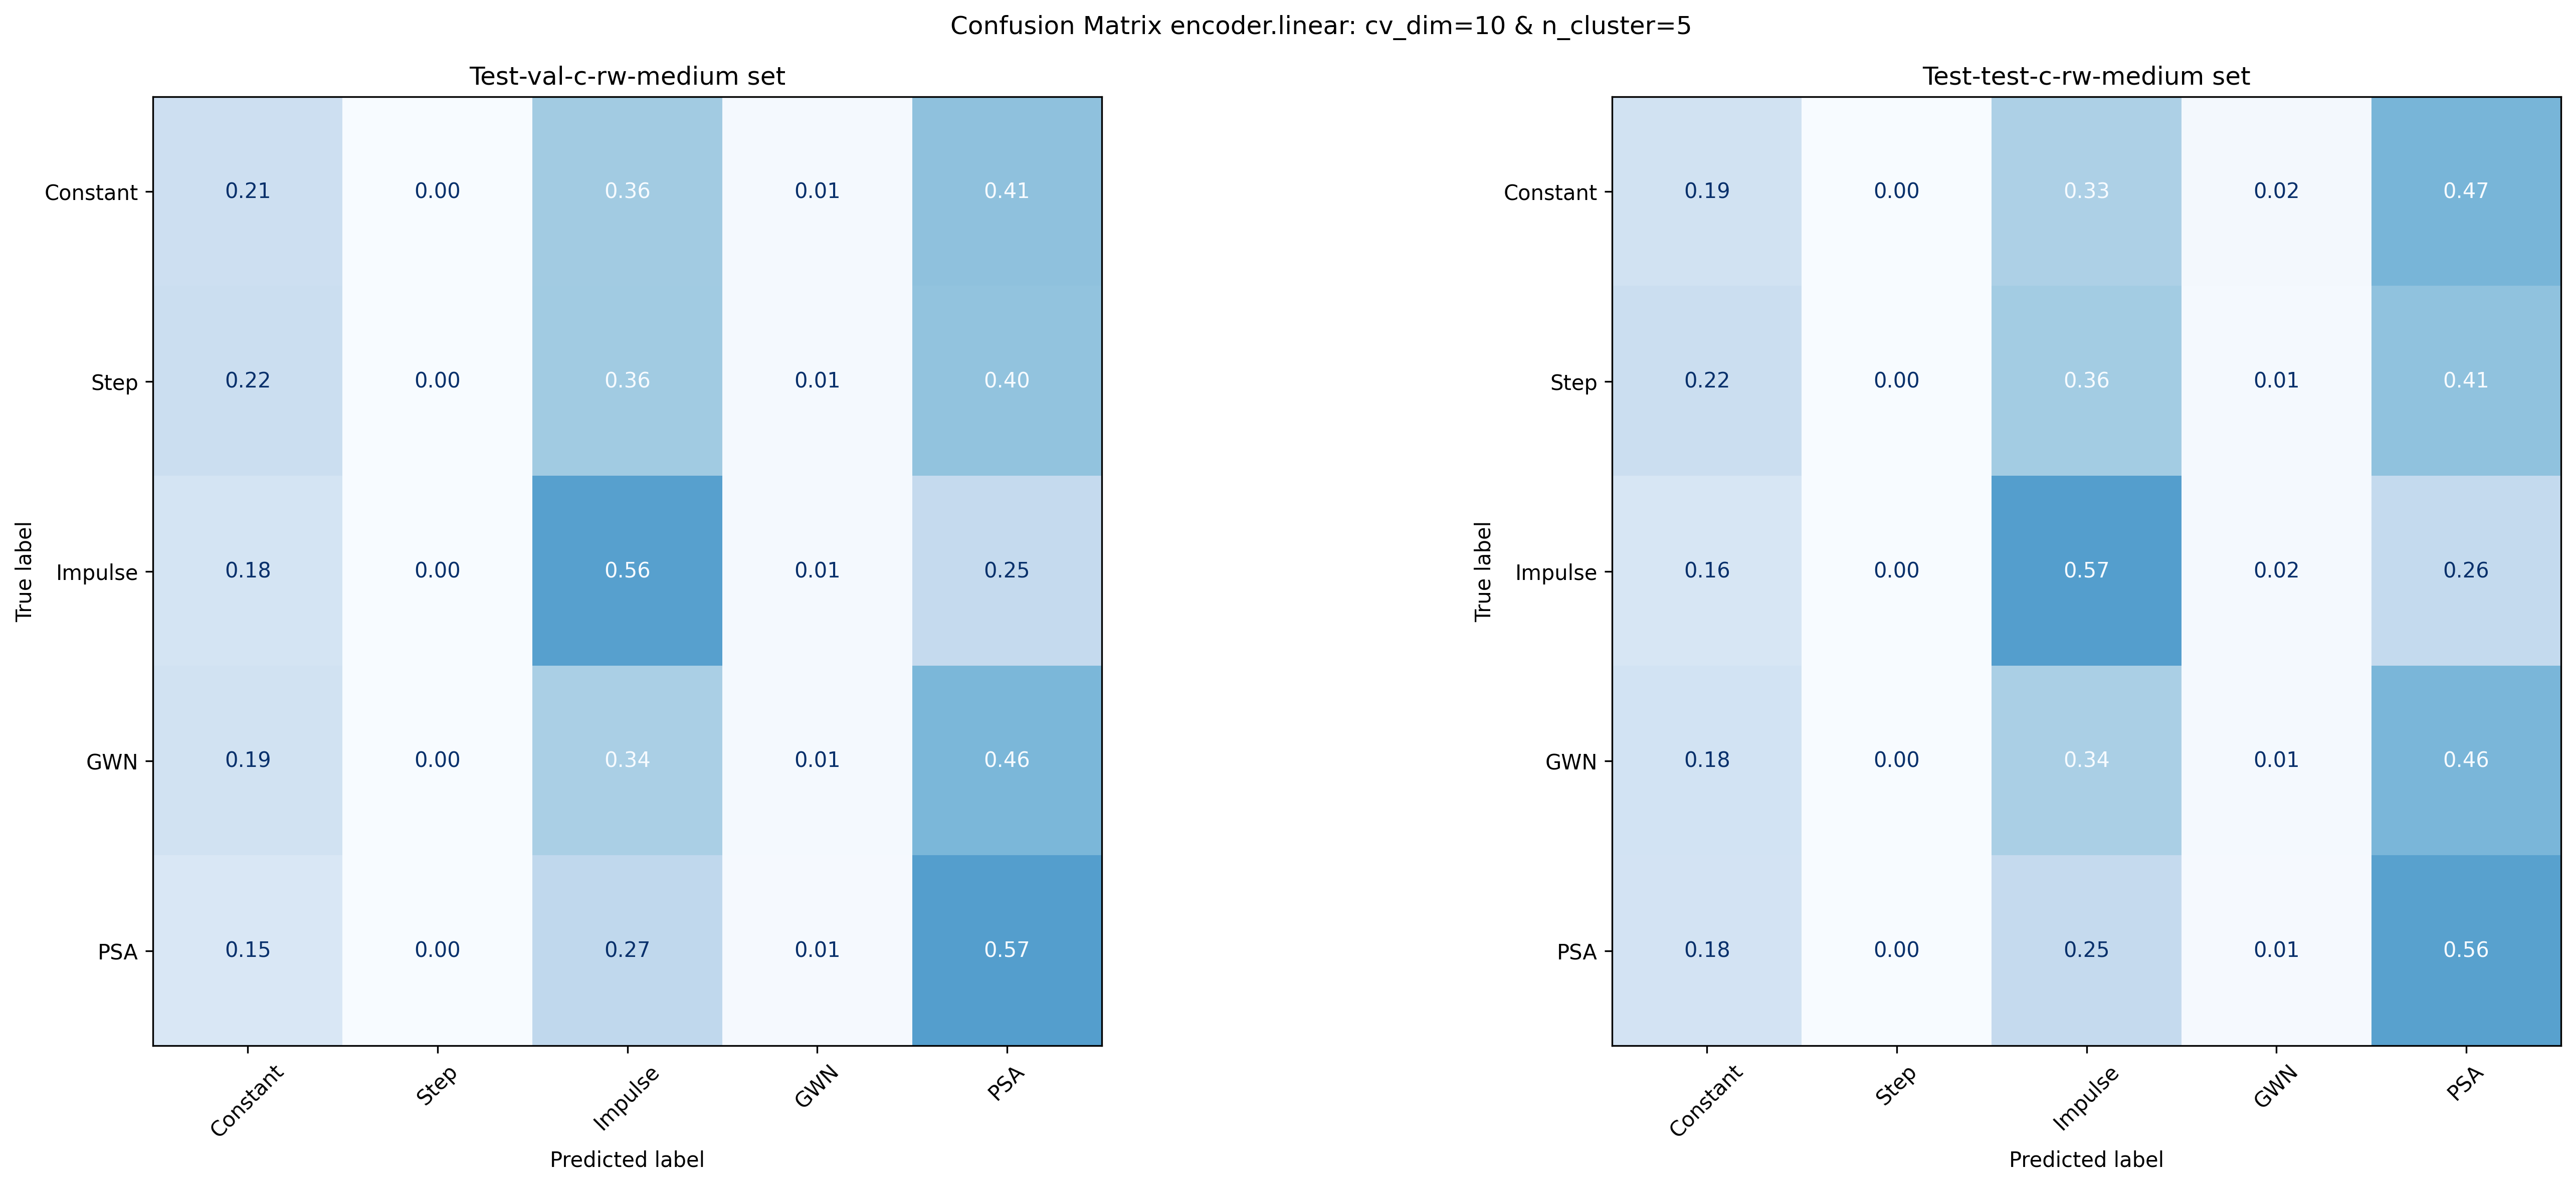 Confusion Matrix encoder.linear: cv_dim=10 & n_cluster=5
Test-val-c-rw-medium set
True label
Constant 0.21 0.00 0.36 0.01 0.41
Step 0.22 0.00 0.36 0.01 0.40
Impulse 0.18 0.00 0.56 0.01 0.25
GWN 0.19 0.00 0.34 0.01 0.46
PSA 0.15 0.00 0.27 0.01 0.57
Constant Step Impulse GWN PSA
Predicted label
Test-test-c-rw-medium set
True label
Constant 0.19 0.00 0.33 0.02 0.47
Step 0.22 0.00 0.36 0.01 0.41
Impulse 0.16 0.00 0.57 0.02 0.26
GWN 0.18 0.00 0.34 0.01 0.46
PSA 0.18 0.00 0.25 0.01 0.56
Constant Step Impulse GWN PSA
Predicted label